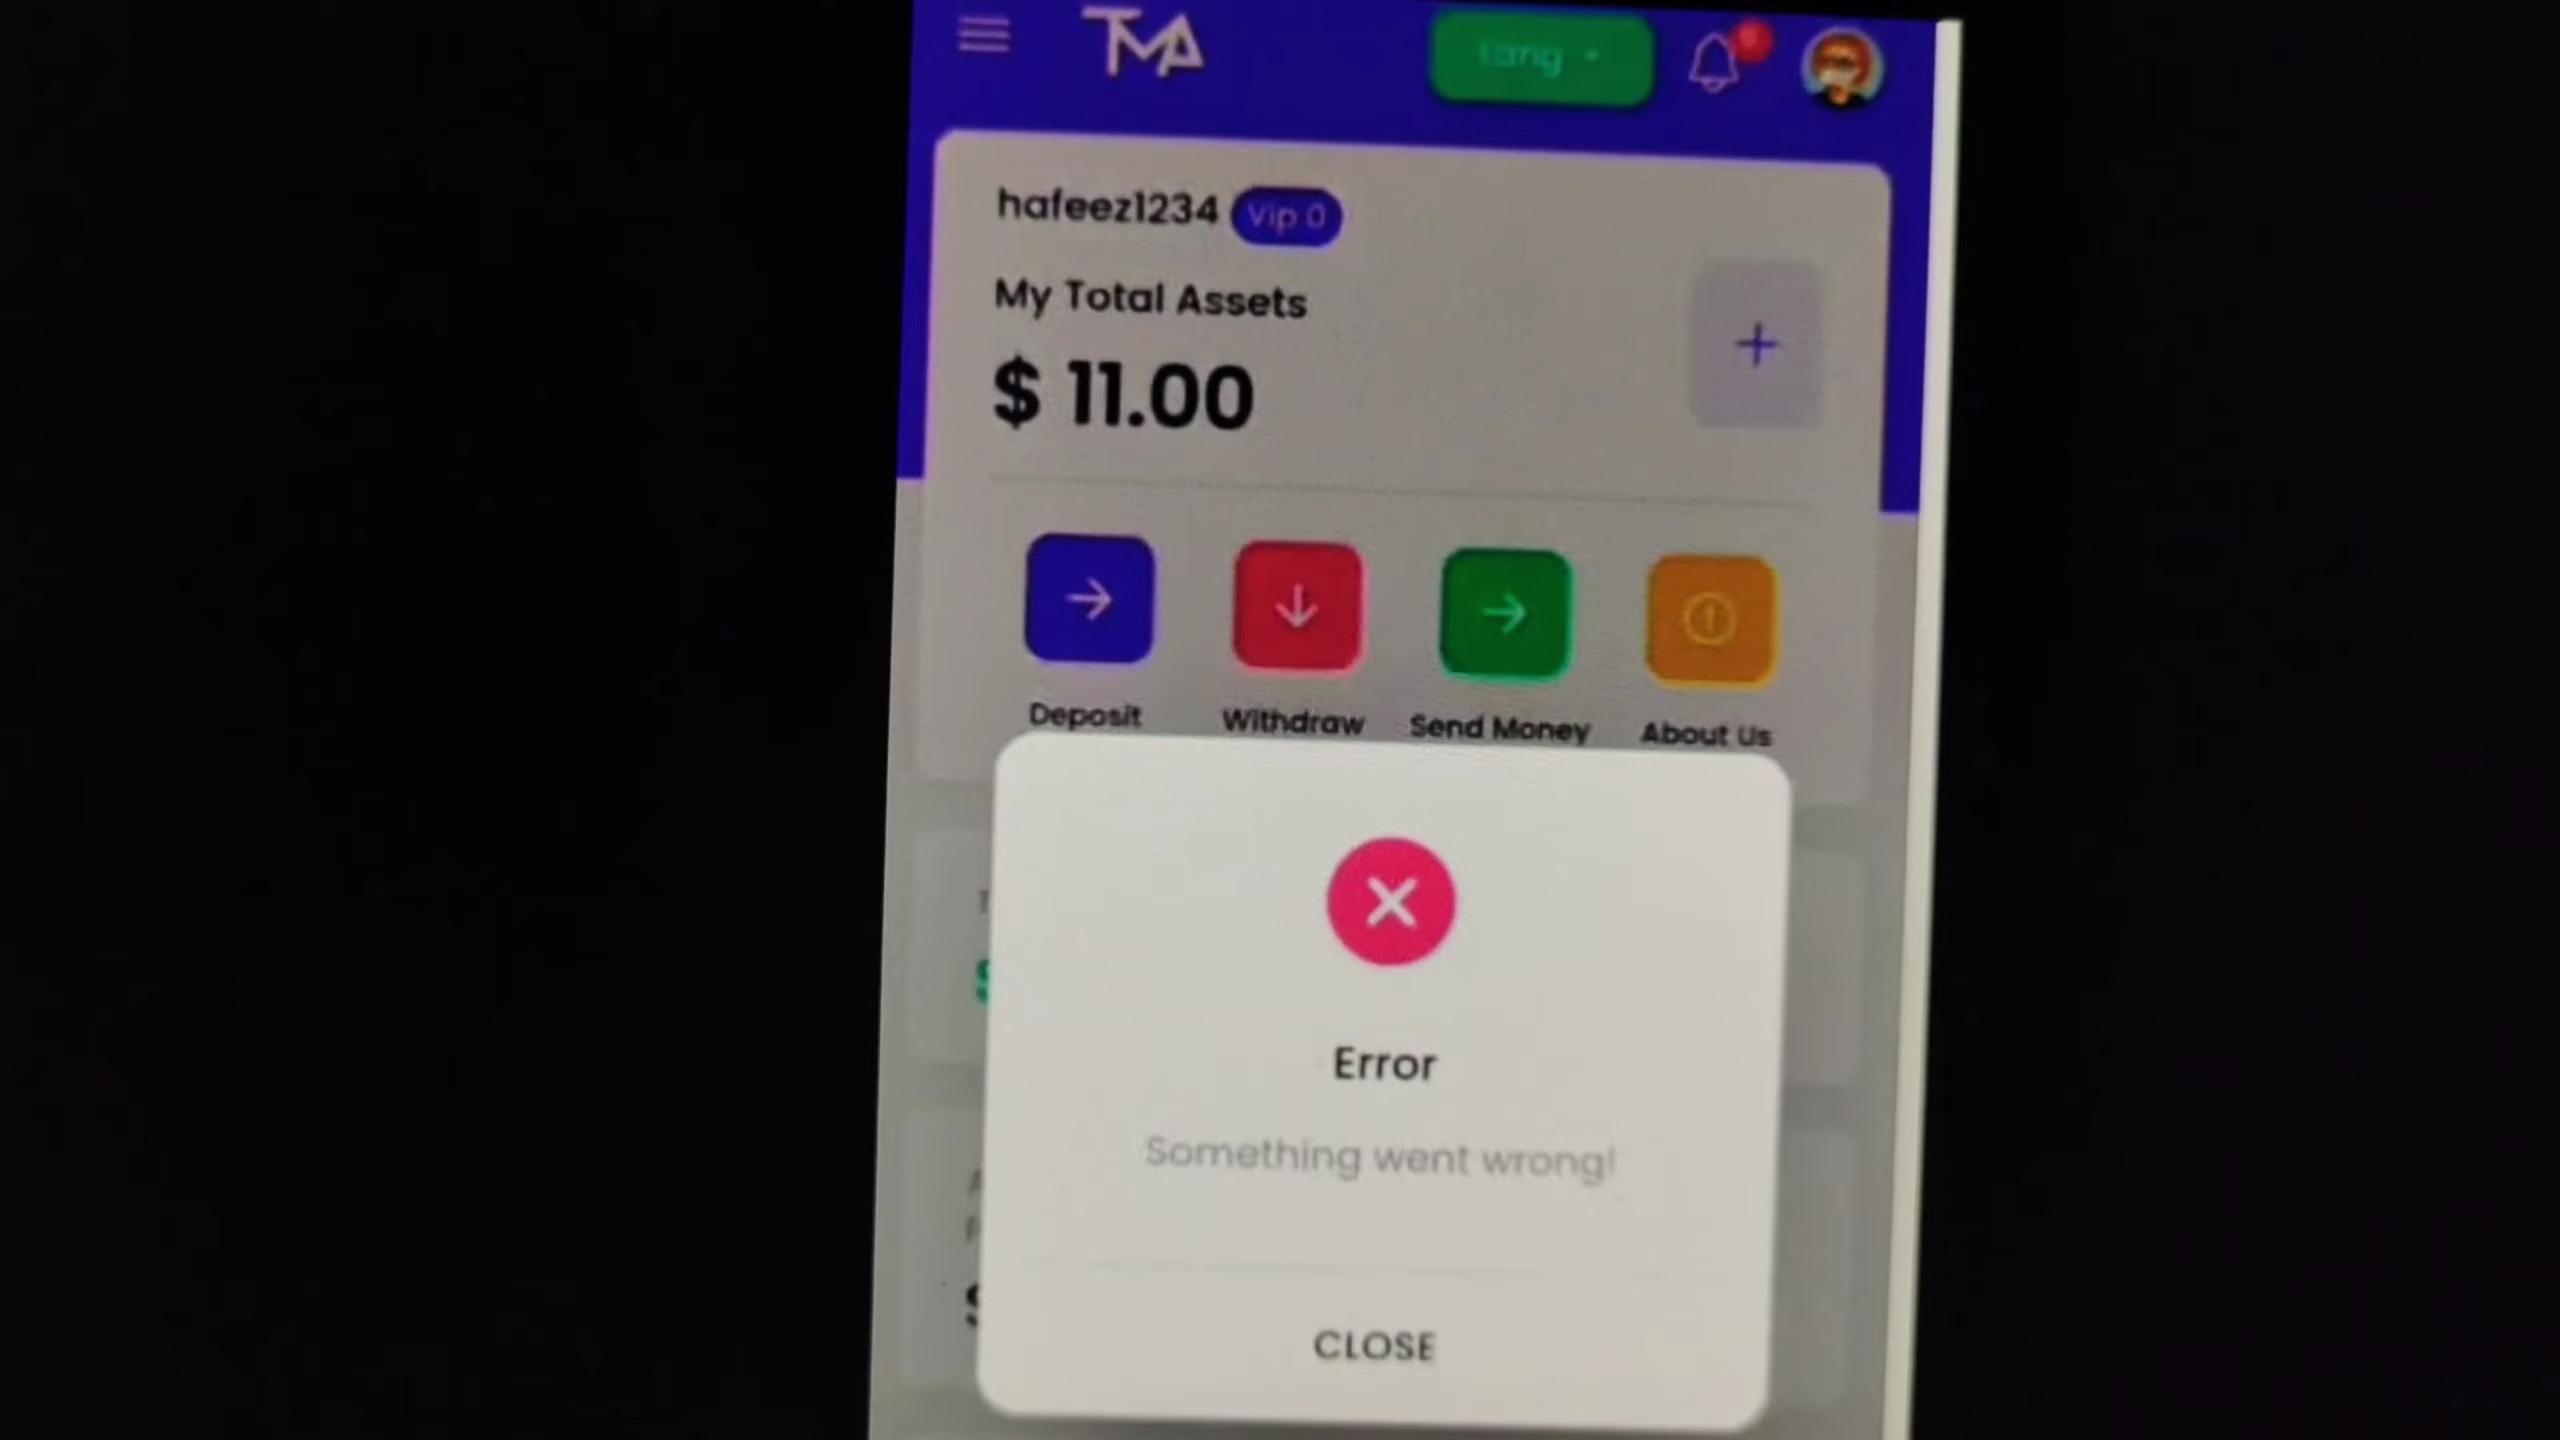 TMA
Lang
hafeez1234 Vip 0
My Total Assets
$ 11.00
Deposit Withdraw Send Money About Us
Error
Something went wrong!
CLOSE